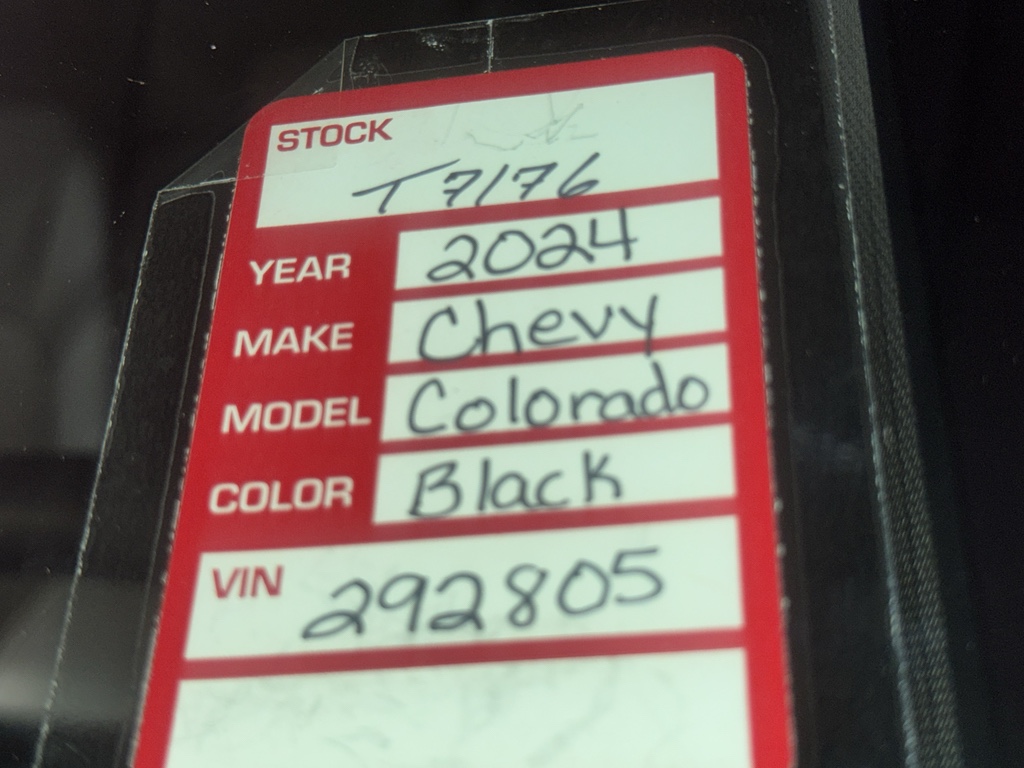 STOCK
T7176
YEAR 2024
MAKE Chevy
MODEL Colorado
COLOR Black
VIN 292805